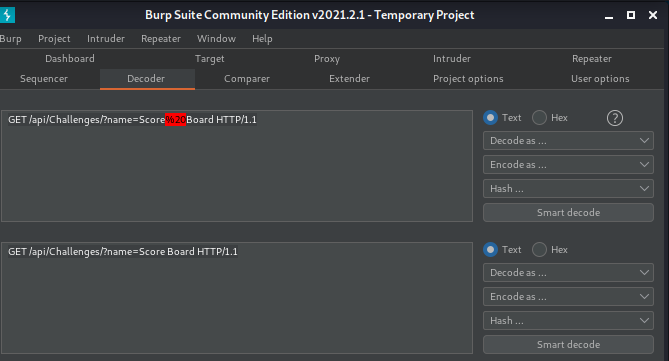 Burp Suite Community Edition v2021.2.1 - Temporary Project
Burp Project Intruder Repeater Window Help
Dashboard Target Proxy Intruder Repeater
Sequencer Decoder Comparer Extender Project options User options
GET /api/Challenges/?name=Score%20Board HTTP/1.1
Text Hex ?
Decode as ...
Encode as ...
Hash ...
Smart decode
GET /api/Challenges/?name=Score Board HTTP/1.1
Text Hex
Decode as ...
Encode as ...
Hash ...
Smart decode